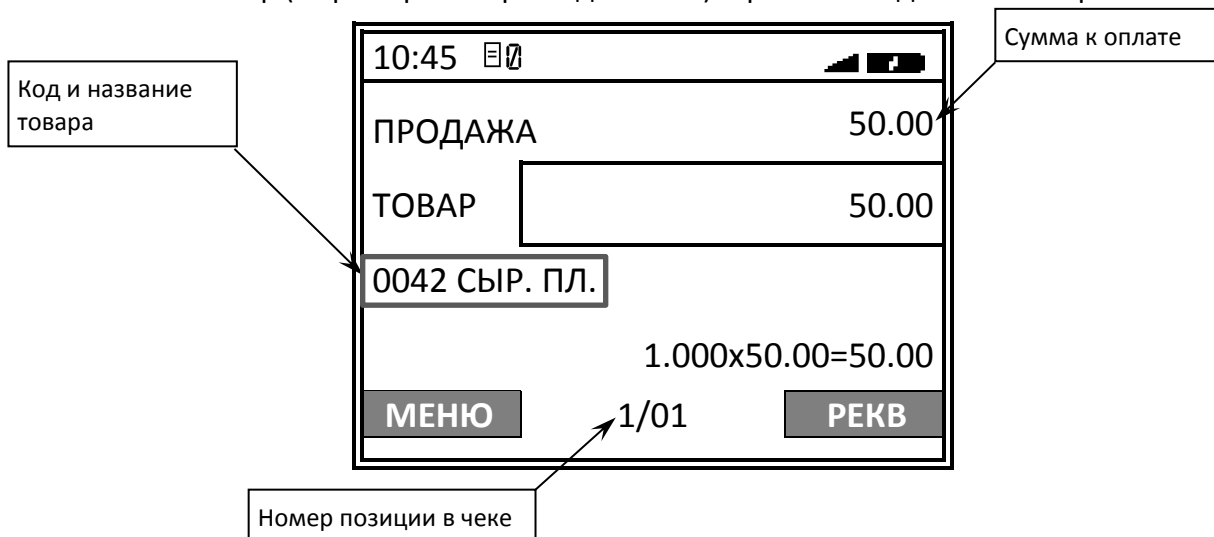 Сумма к оплате
10:45
Код и название
товара
ПРОДАЖА 50.00
ТОВАР 50.00
0042 СЫР. ПЛ.
1.000х50.00=50.00
МЕНЮ 1/01 РЕКВ
Номер позиции в чеке